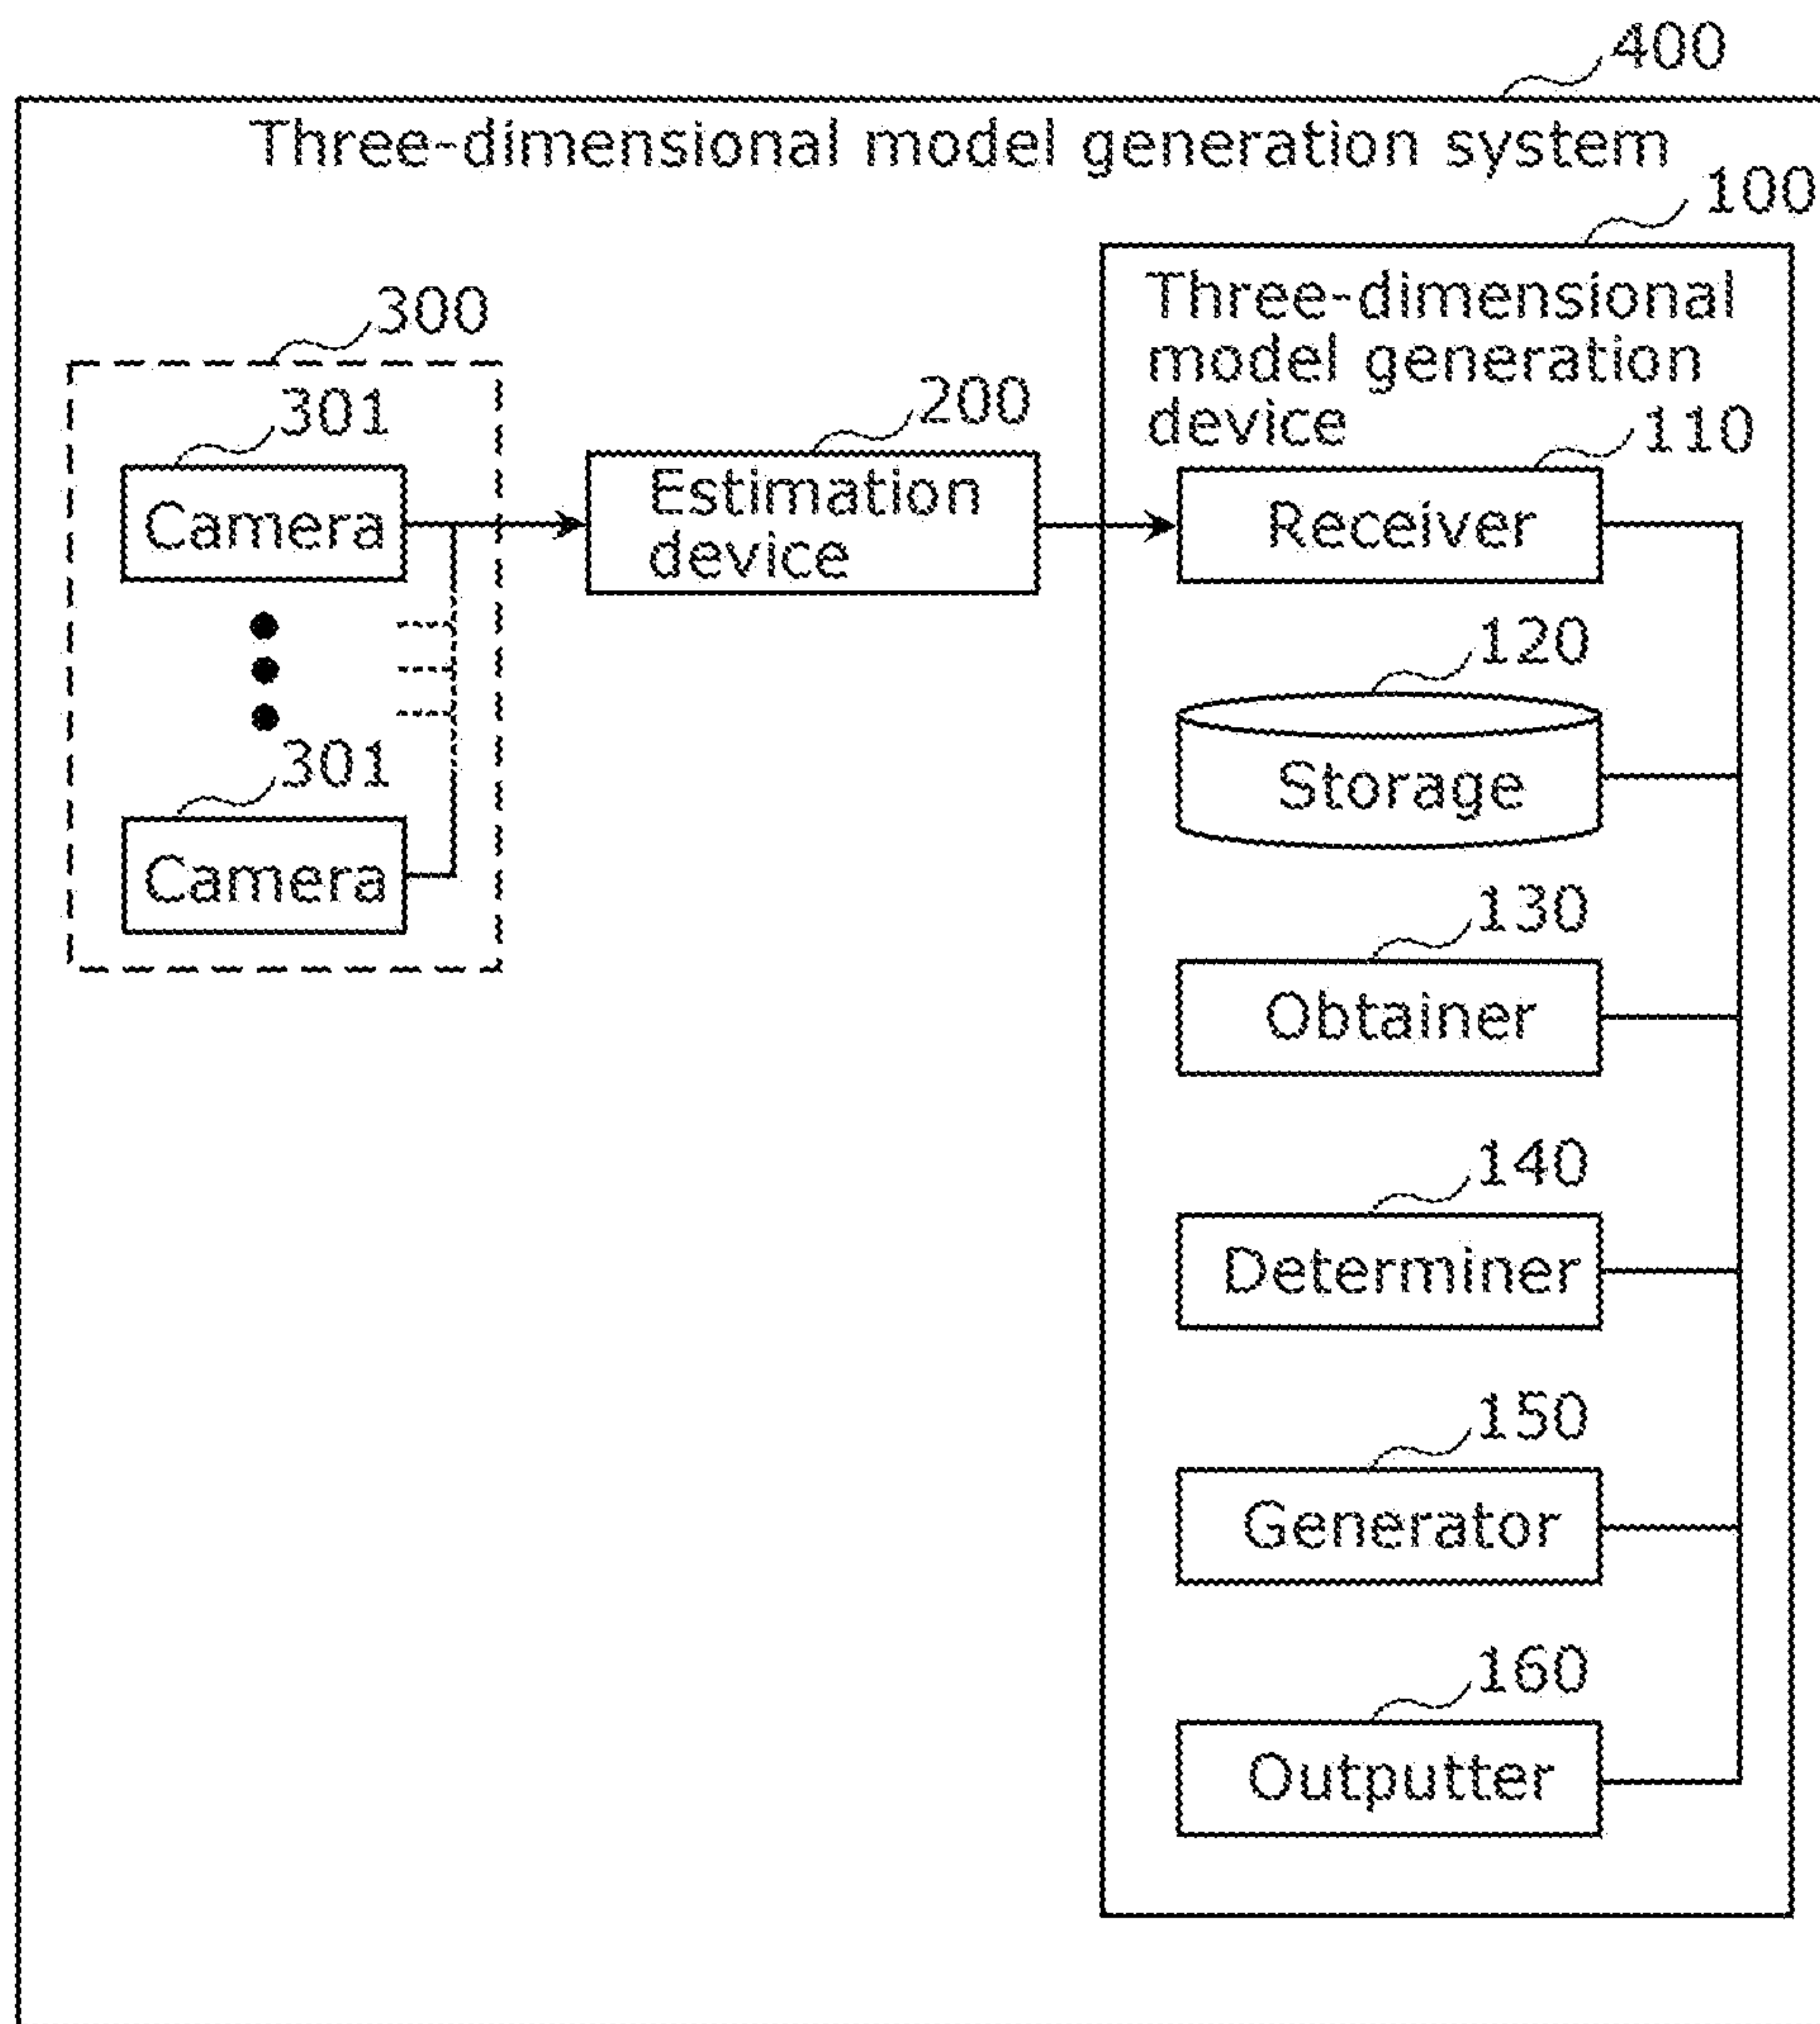 400
Three-dimensional model generation system
100
Three-dimensional
model generation
device
300
301
Camera
200
Estimation
device
110
Receiver
120
Storage
301
Camera
130
Obtainer
140
Determiner
150
Generator
160
Outputter